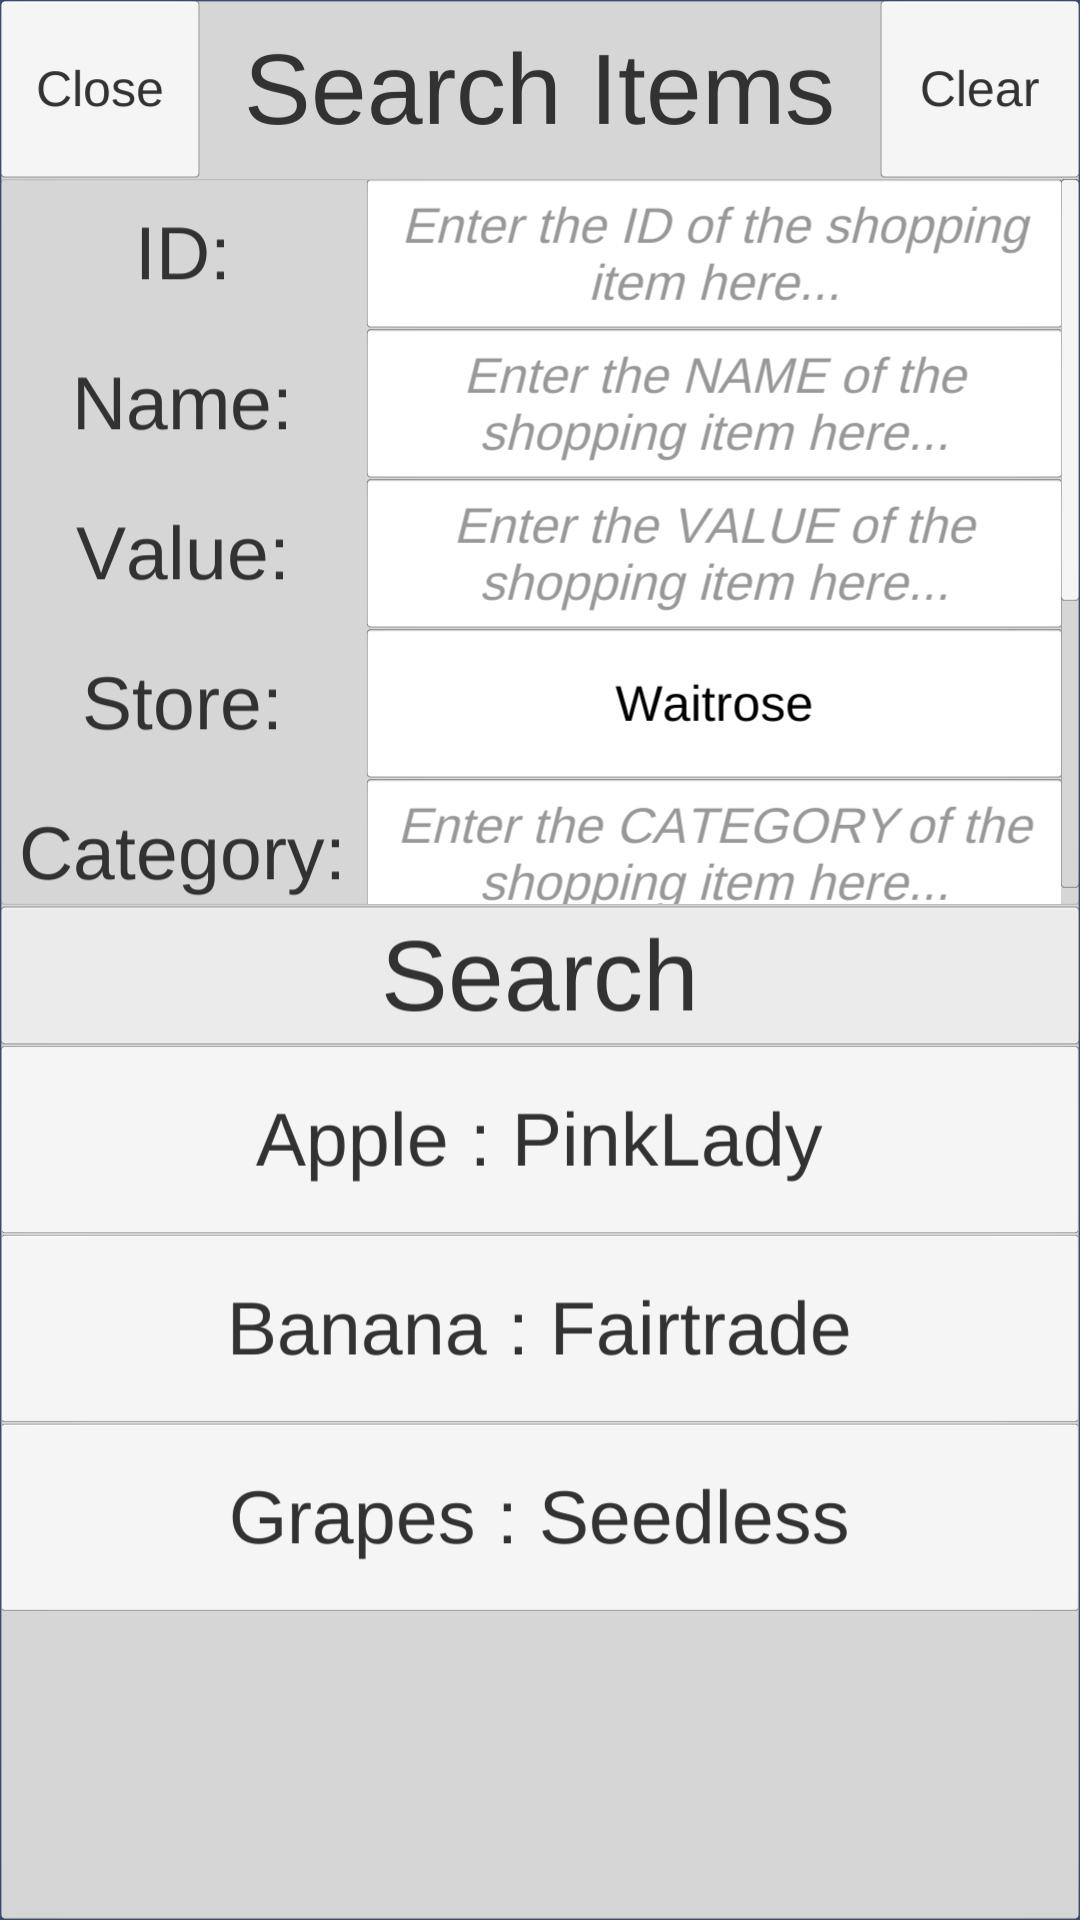 Close
Search Items
Clear
ID:
Enter the ID of the shopping
item here...
Name:
Enter the NAME of the
shopping item here...
Value:
Enter the VALUE of the
shopping item here...
Store:
Waitrose
Category:
Enter the CATEGORY of the
shopping item here...
Search
Apple : PinkLady
Banana : Fairtrade
Grapes : Seedless